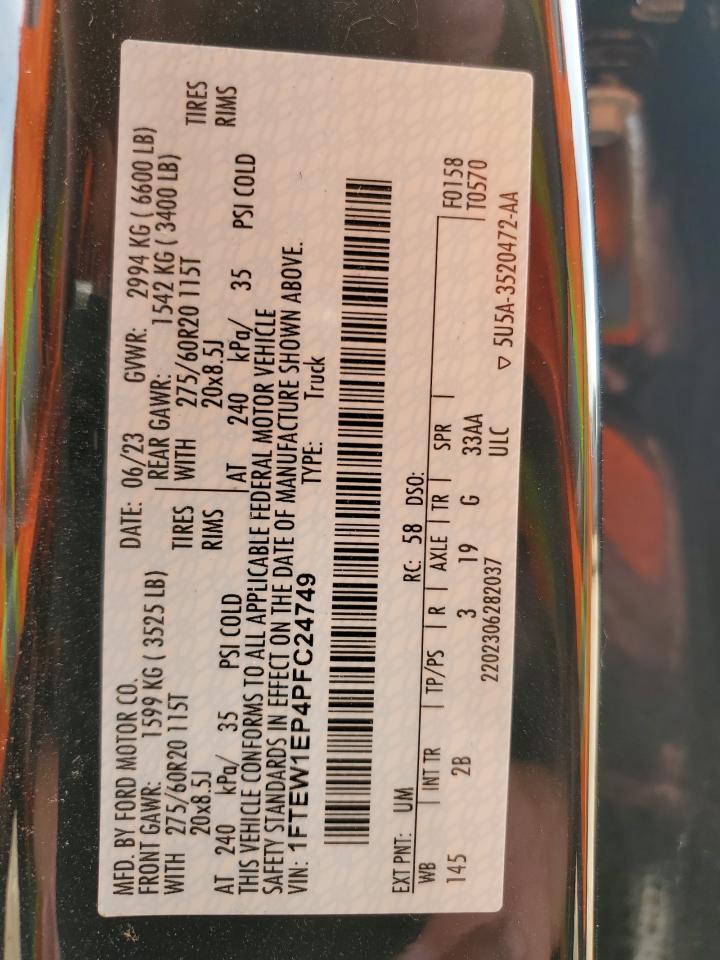 MFD. BY FORD MOTOR CO.
DATE: 06/23 GVWR: 2994 KG ( 6600 LB)
FRONT GAWR: 1599 KG ( 3525 LB)
REAR GAWR: 1542 KG ( 3400 LB)
WITH 275/60R20 115T TIRES
WITH 275/60R20 115T TIRES
20x8.5J RIMS
20x8.5J RIMS
AT 240 kPa/ 35 PSI COLD
AT 240 kPa/ 35 PSI COLD
THIS VEHICLE CONFORMS TO ALL APPLICABLE FEDERAL MOTOR VEHICLE
SAFETY STANDARDS IN EFFECT ON THE DATE OF MANUFACTURE SHOWN ABOVE.
VIN: 1FTEW1EP4PFC24749 TYPE: Truck
EXT PNT: UM RC: 58 DSO: F0158
WB INT TR TP/PS R AXLE TR SPR T0570
145 2B 3 19 G 33AA
2202306282037 ULC
▽ 5U5A-3520472-AA